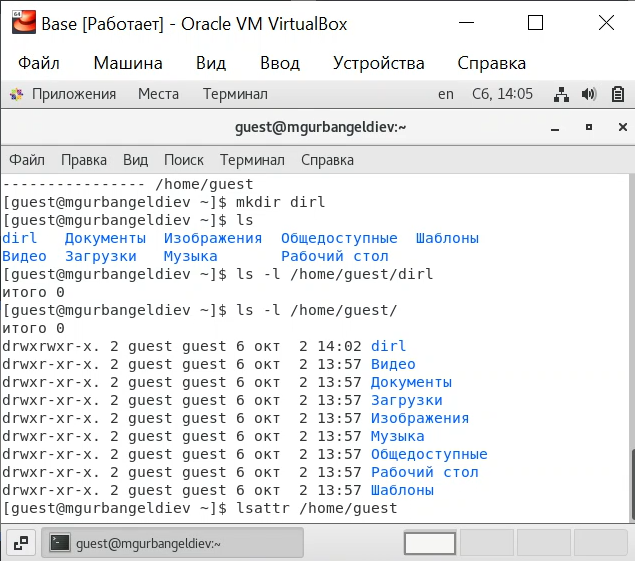 64
Base [Работает] - Oracle VM VirtualBox
Файл Машина Вид Ввод Устройства Справка
Приложения Места Терминал en Сб, 14:05
guest@mgurbangeldiev:~
Файл Правка Вид Поиск Терминал Справка
---------------- /home/guest
[guest@mgurbangeldiev ~]$ mkdir dirl
[guest@mgurbangeldiev ~]$ ls
dirl Документы Изображения Общедоступные Шаблоны
Видео Загрузки Музыка Рабочий стол
[guest@mgurbangeldiev ~]$ ls -l /home/guest/dirl
итого 0
[guest@mgurbangeldiev ~]$ ls -l /home/guest/
итого 0
drwxrwxr-x. 2 guest guest 6 окт 2 14:02 dirl
drwxr-xr-x. 2 guest guest 6 окт 2 13:57 Видео
drwxr-xr-x. 2 guest guest 6 окт 2 13:57 Документы
drwxr-xr-x. 2 guest guest 6 окт 2 13:57 Загрузки
drwxr-xr-x. 2 guest guest 6 окт 2 13:57 Изображения
drwxr-xr-x. 2 guest guest 6 окт 2 13:57 Музыка
drwxr-xr-x. 2 guest guest 6 окт 2 13:57 Общедоступные
drwxr-xr-x. 2 guest guest 6 окт 2 13:57 Рабочий стол
drwxr-xr-x. 2 guest guest 6 окт 2 13:57 Шаблоны
[guest@mgurbangeldiev ~]$ lsattr /home/guest
guest@mgurbangeldiev:~